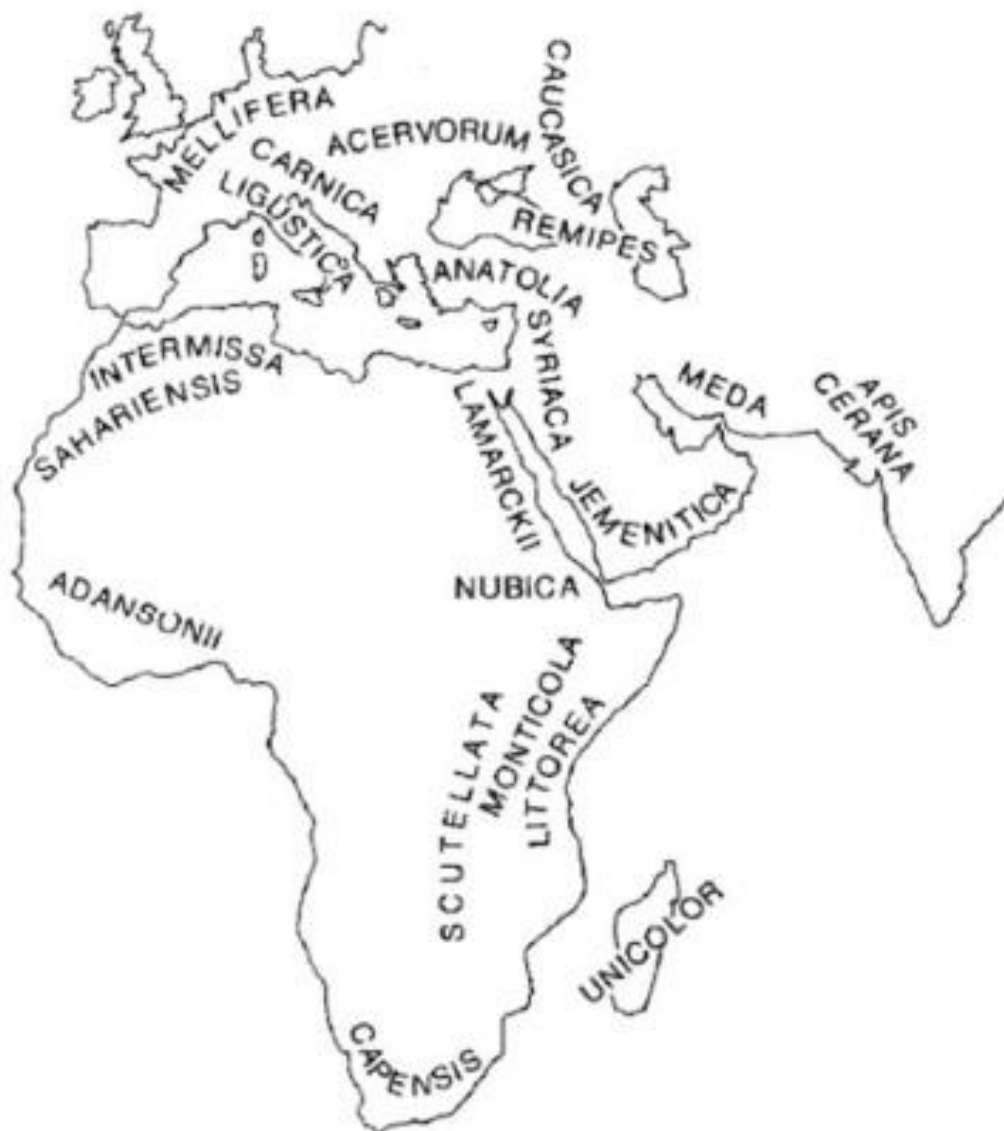 MELLIFERA
ACERVORUM
CAUCASICA
CARNICA
LIGUSTICA
REMIPES
ANATOLIA
INTERMISSA
SAHARIENSIS
SYRIACA
LAMARCKII
MEDA
APIS
CERANA
JEMENITICA
NUBICA
ADANSONII
SCUTELLATA
MONTICOLA
LITTOREA
UNICOLOR
CAPENSIS